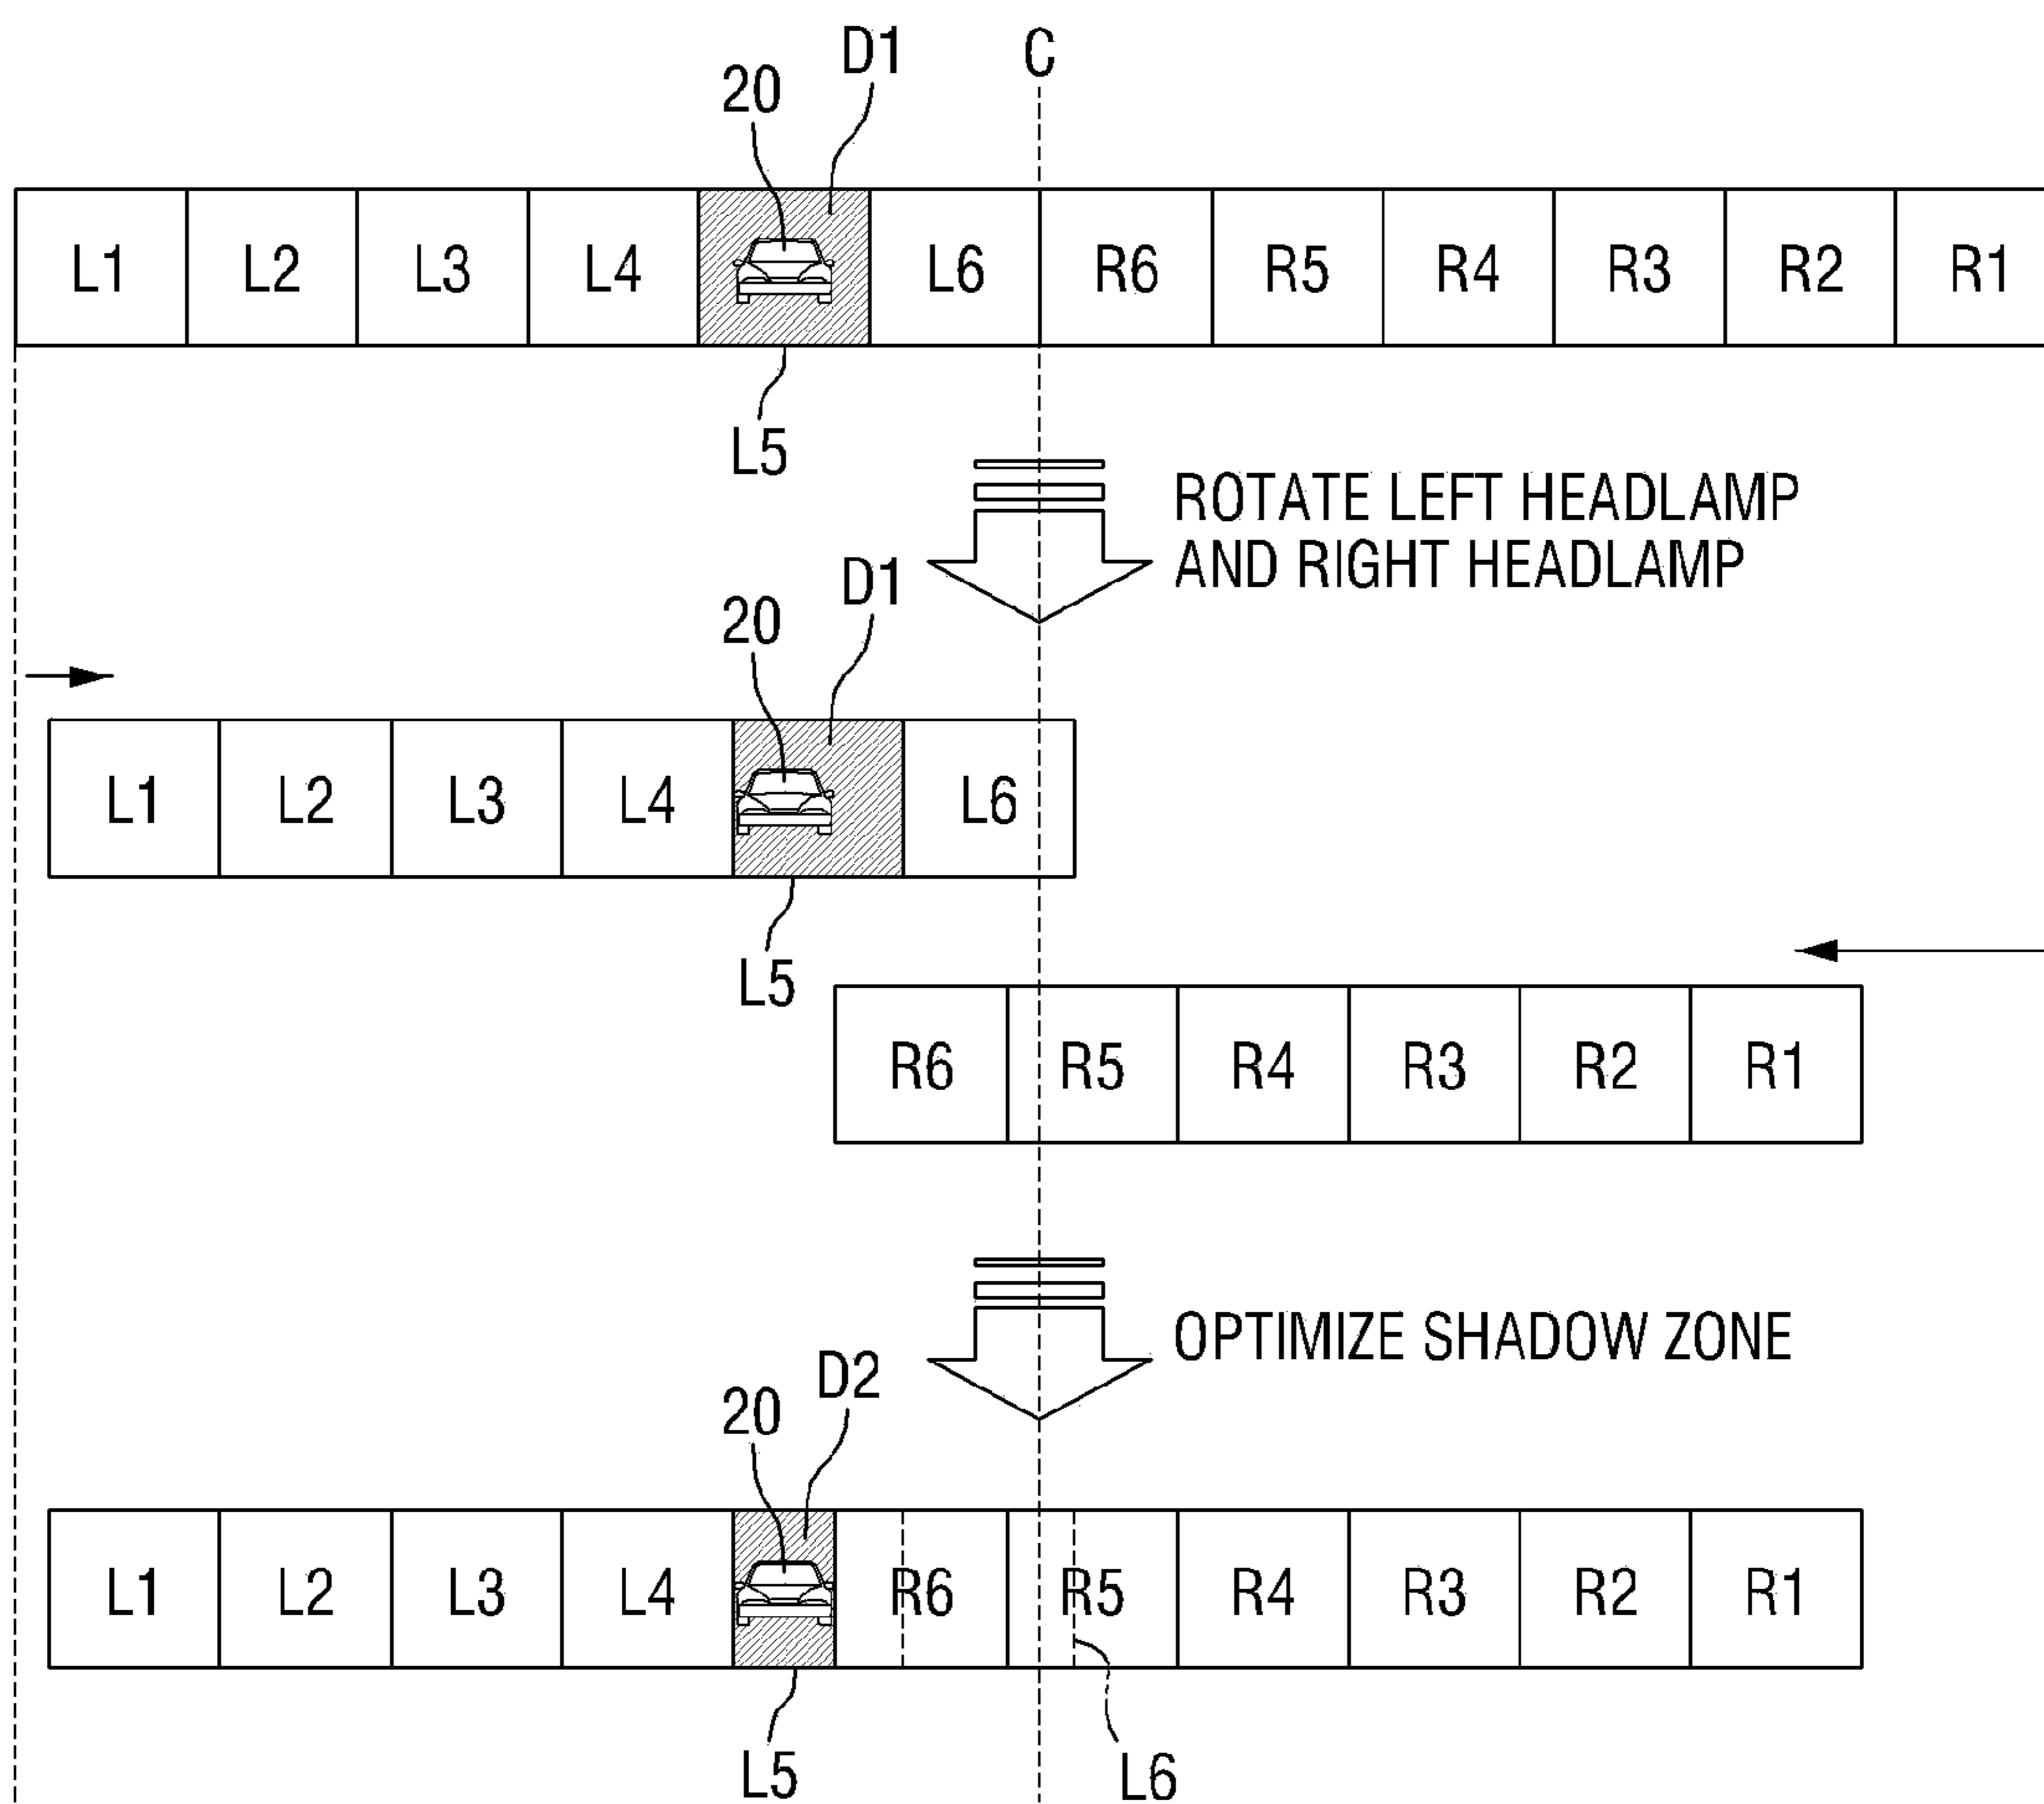 D1
C
20
L1 L2 L3 L4 L6 R6 R5 R4 R3 R2 R1
L5
ROTATE LEFT HEADLAMP
AND RIGHT HEADLAMP
D1
20
L1 L2 L3 L4 L6
L5
R6 R5 R4 R3 R2 R1
OPTIMIZE SHADOW ZONE
D2
20
L1 L2 L3 L4 R6 R5 R4 R3 R2 R1
L5
L6